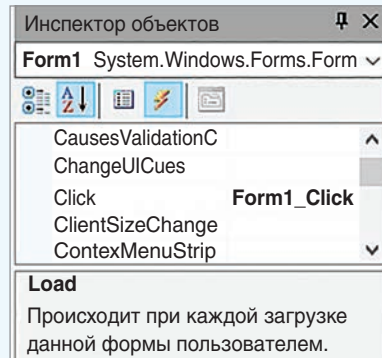 Инспектор объектов
Form1 System.Windows.Forms.Form
CausesValidationC
ChangeUICues
Click Form1_Click
ClientSizeChange
ContexMenuStrip
Load
Происходит при каждой загрузке
данной формы пользователем.